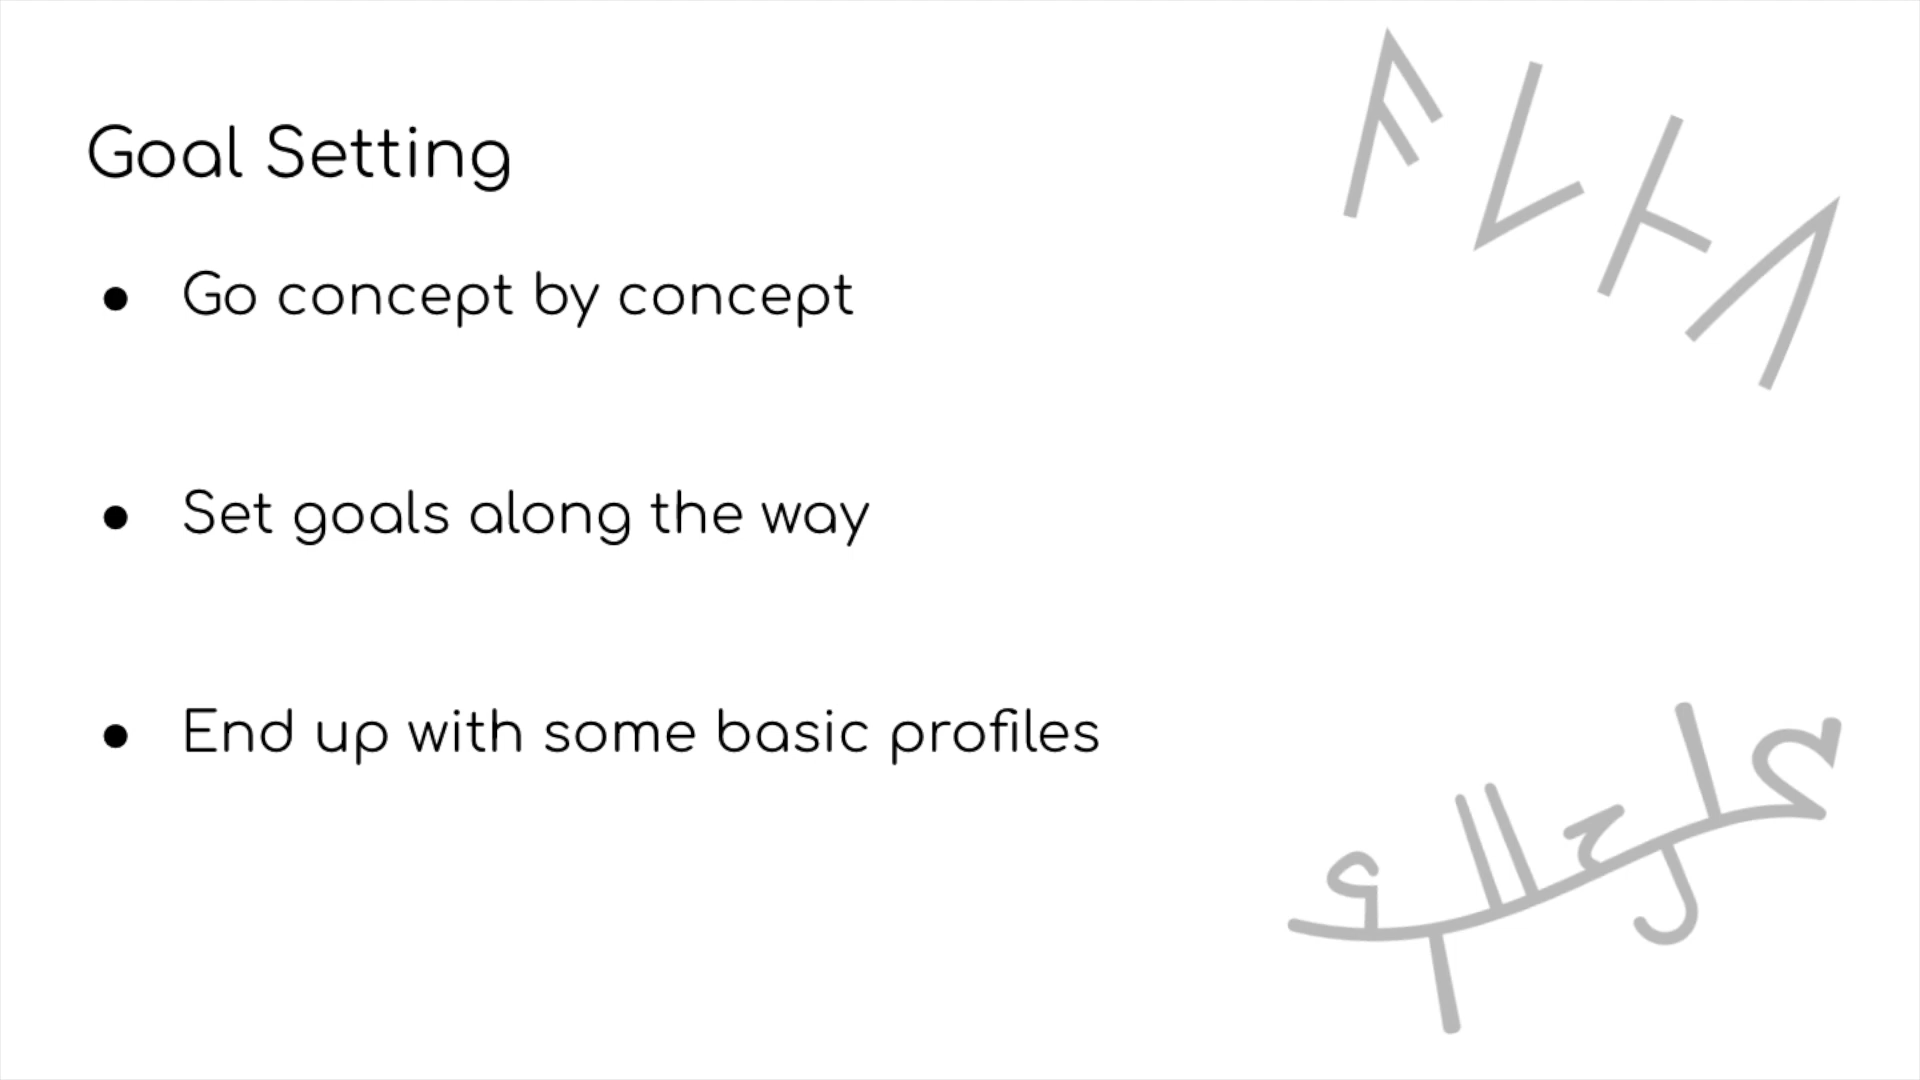 Goal Setting
● Go concept by concept
● Set goals along the way
● End up with some basic profiles